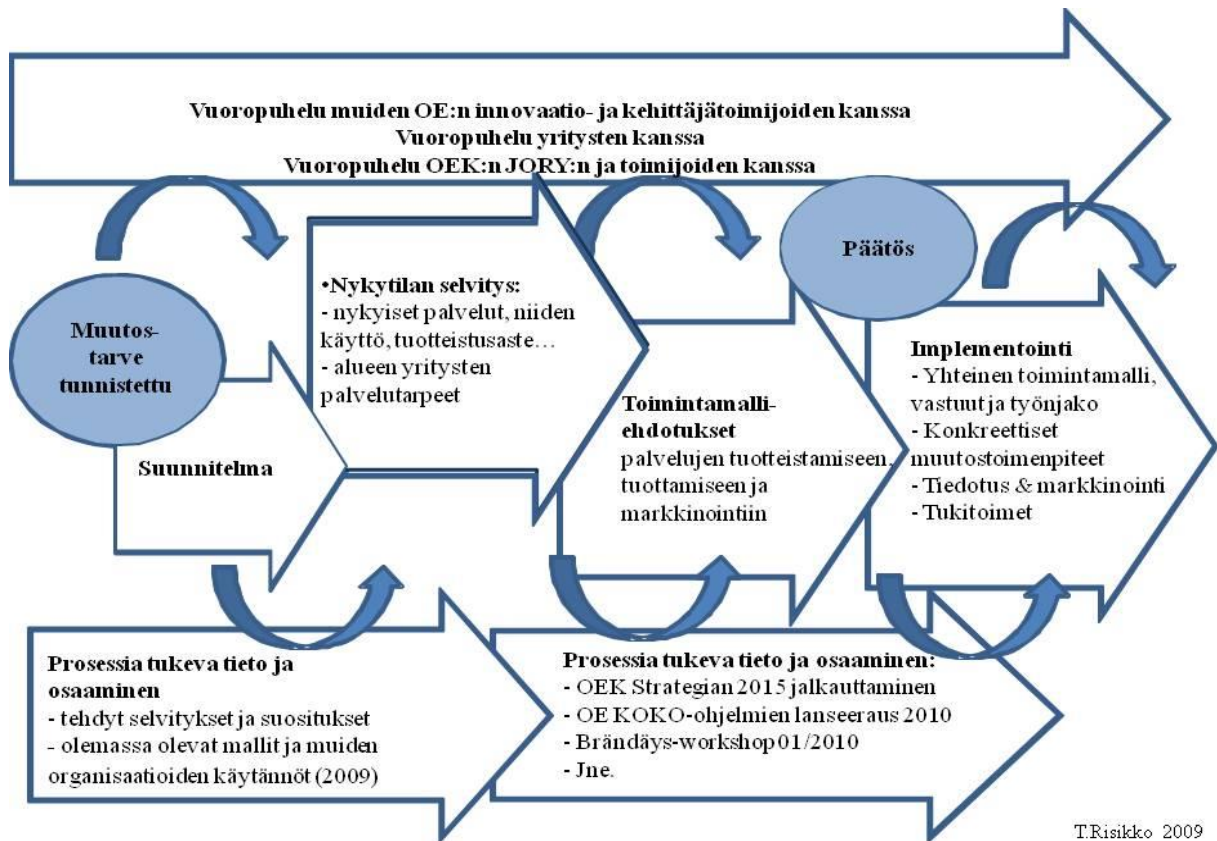 Vuoropuhelu muiden OE:n innovaatio- ja kehittäjätoimijoiden kanssa
Vuoropuhelu yritysten kanssa
Vuoropuhelu OEK:n JORY:n ja toimijoiden kanssa
Muutos-
tarve
tunnistettu
Suunnitelma
•Nykytilan selvitys:
- nykyiset palvelut, niiden
käyttö, tuotteistusaste…
- alueen yritysten
palvelutarpeet
Toimintamalli-
ehdotukset
palvelujen tuotteistamiseen,
tuottamiseen ja
markkinointiin
Päätös
Implementointi
- Yhteinen toimintamalli,
vastuut ja työnjako
- Konkreettiset
muutostoimenpiteet
- Tiedotus & markkinointi
- Tukitoimet
Prosessia tukeva tieto ja
osaaminen
- tehdyt selvitykset ja suositukset
- olemassa olevat mallit ja muiden
organisaatioiden käytännöt (2009)
Prosessia tukeva tieto ja osaaminen:
- OEK Strategian 2015 jalkauttaminen
- OE KOKO-ohjelmien lanseeraus 2010
- Brändäys-workshop 01/2010
- Jne.
T.Risikko 2009